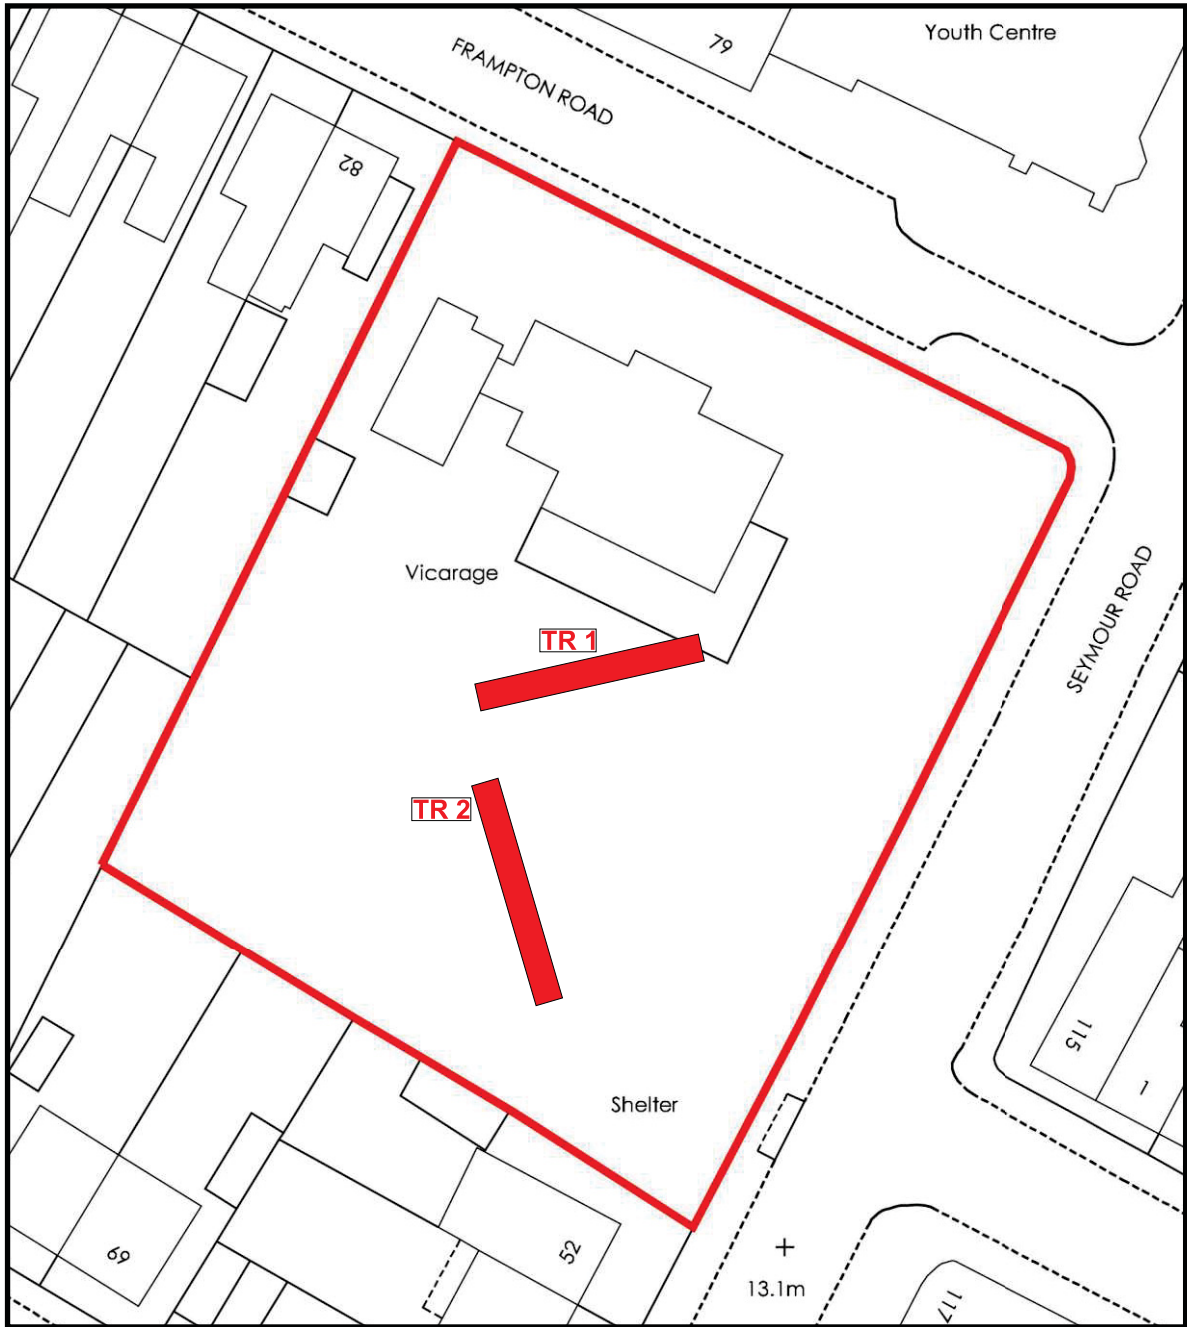 Youth Centre
79
FRAMPTON ROAD
82
Vicarage
SEYMOUR ROAD
TR 1
TR 2
115
1
Shelter
69
52
13.1m
117